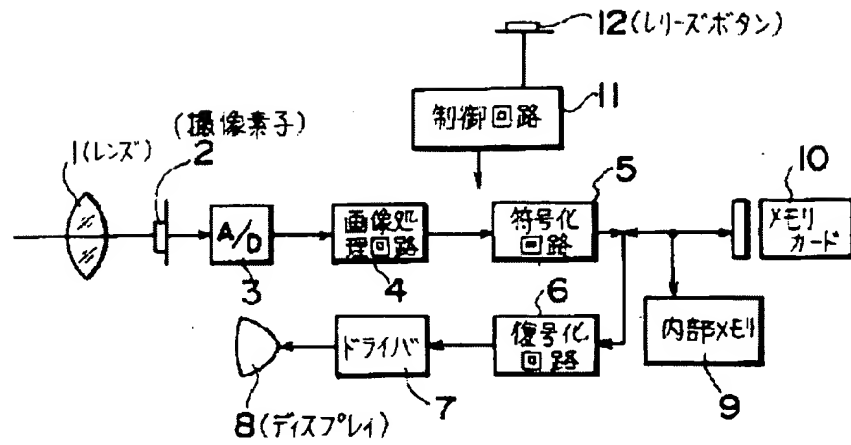 12(レリーズボタン)
11
制御回路
(撮像素子)
1(レンズ)
2
5
10
A/D
画像処
理回路
符号化
回路
メモリ
カード
3
4
6
ドライバ
復号化
回路
内部メモリ
8(ディスプレイ)
7
9